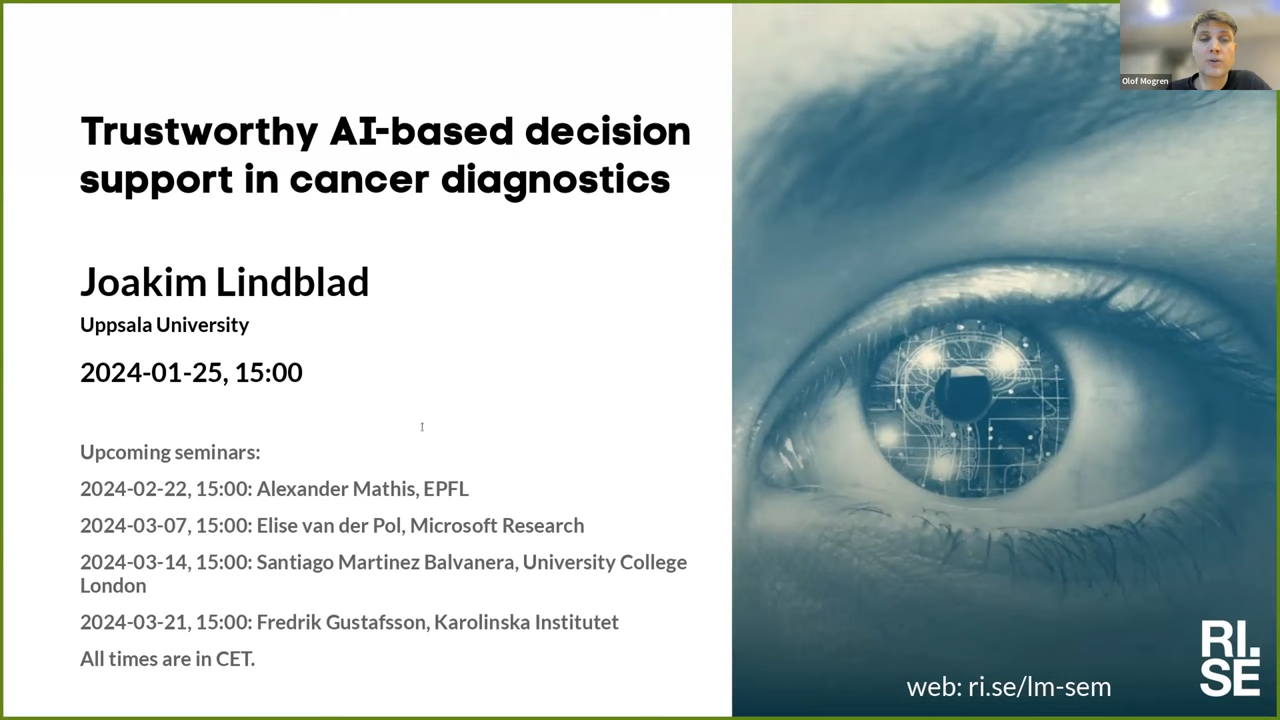 Trustworthy AI-based decision
support in cancer diagnostics
Joakim Lindblad
Uppsala University
2024-01-25, 15:00
Upcoming seminars:
2024-02-22, 15:00: Alexander Mathis, EPFL
2024-03-07, 15:00: Elise van der Pol, Microsoft Research
2024-03-14, 15:00: Santiago Martinez Balvanera, University College
London
2024-03-21, 15:00: Fredrik Gustafsson, Karolinska Institutet
All times are in CET.
Olof Mogren
web: ri.se/lm-sem
RI.
SE